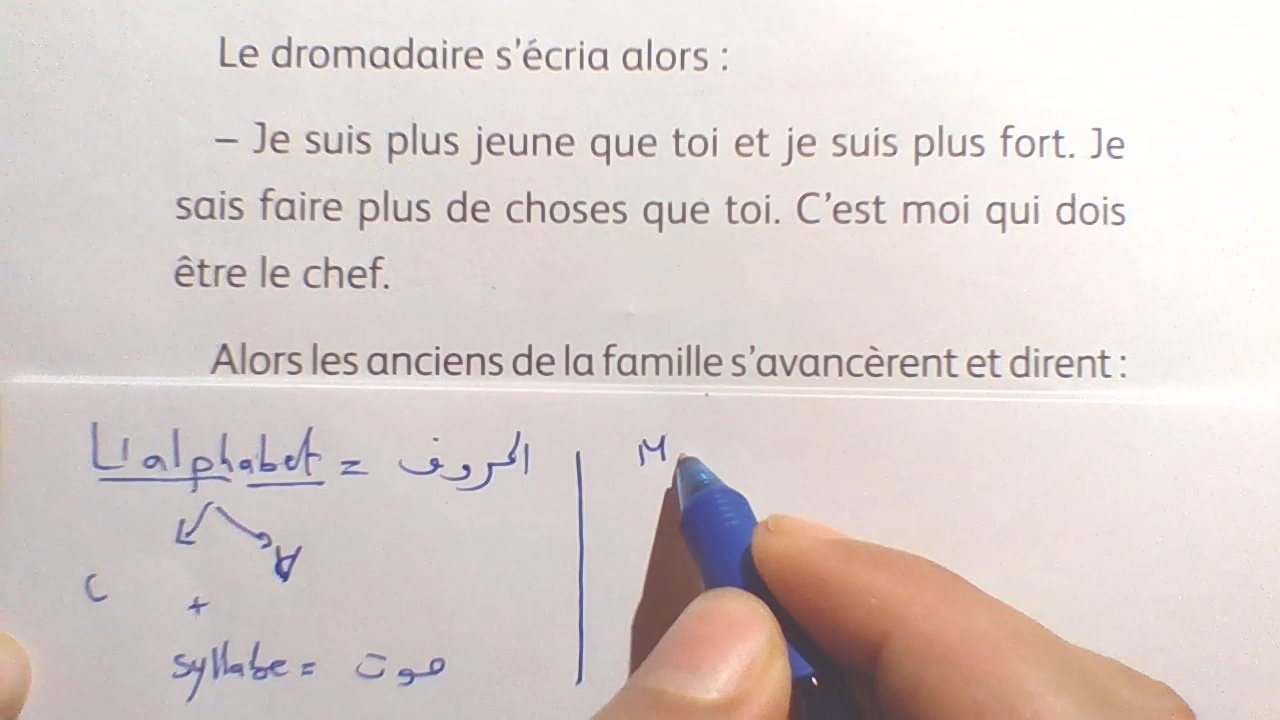 Le dromadaire s'écria alors :
– Je suis plus jeune que toi et je suis plus fort. Je
sais faire plus de choses que toi. C'est moi qui dois
être le chef.
Alors les anciens de la famille s'avancèrent et dirent :
L'alphabet = الحروف
C
A
+
syllabe = صوت
M